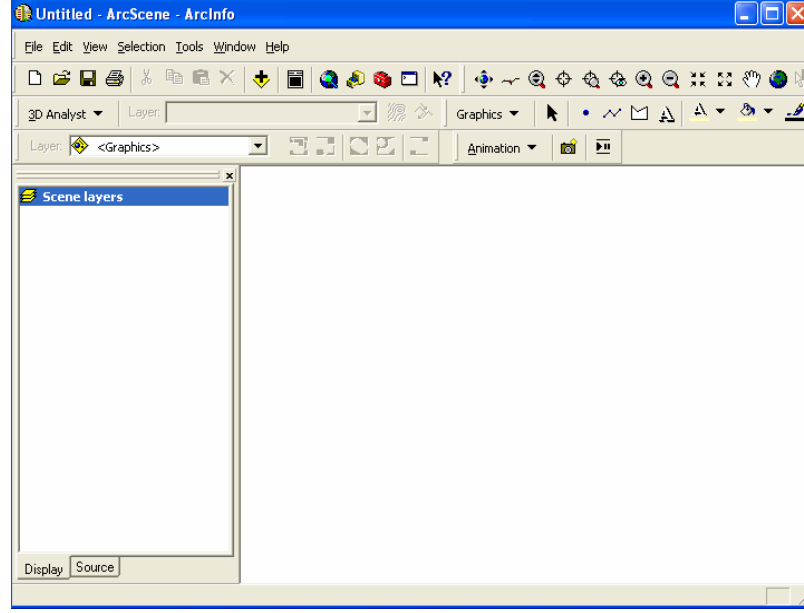 Untitled - ArcScene - ArcInfo
File Edit View Selection Tools Window Help
3D Analyst Layer: Graphics A A
Layer: <Graphics> Animation
Scene layers
Display Source